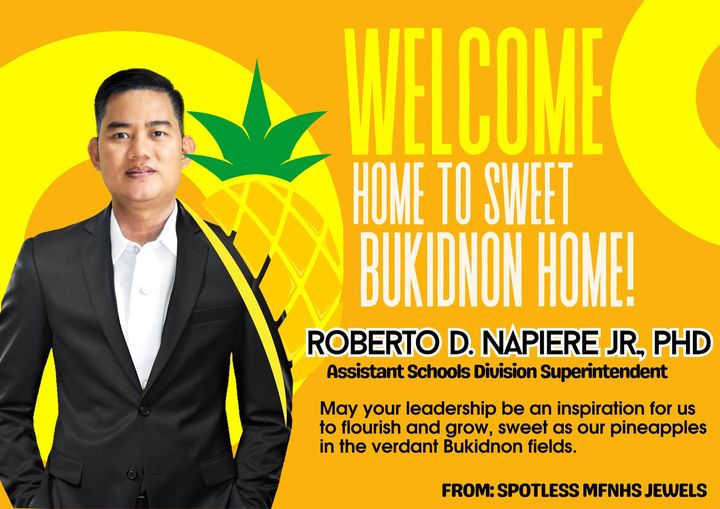 WELCOME
HOME TO SWEET
BUKIDNON HOME!
ROBERTO D. NAPIERE JR., PHD
Assistant Schools Division Superintendent
May your leadership be an inspiration for us
to flourish and grow, sweet as our pineapples
in the verdant Bukidnon fields.
FROM: SPOTLESS MFNHS JEWELS